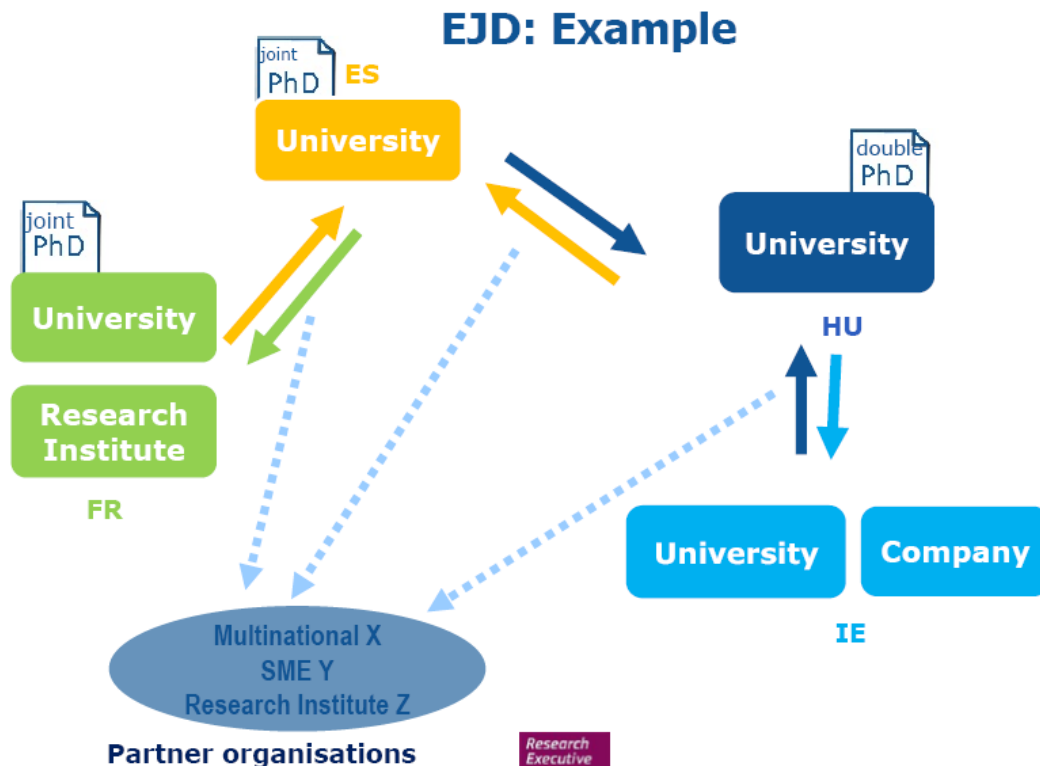 EJD: Example
joint
PhD
ES
University
double
PhD
University
HU
joint
PhD
University
Research
Institute
FR
University
Company
IE
Multinational X
SME Y
Research Institute Z
Partner organisations
Research
Executive